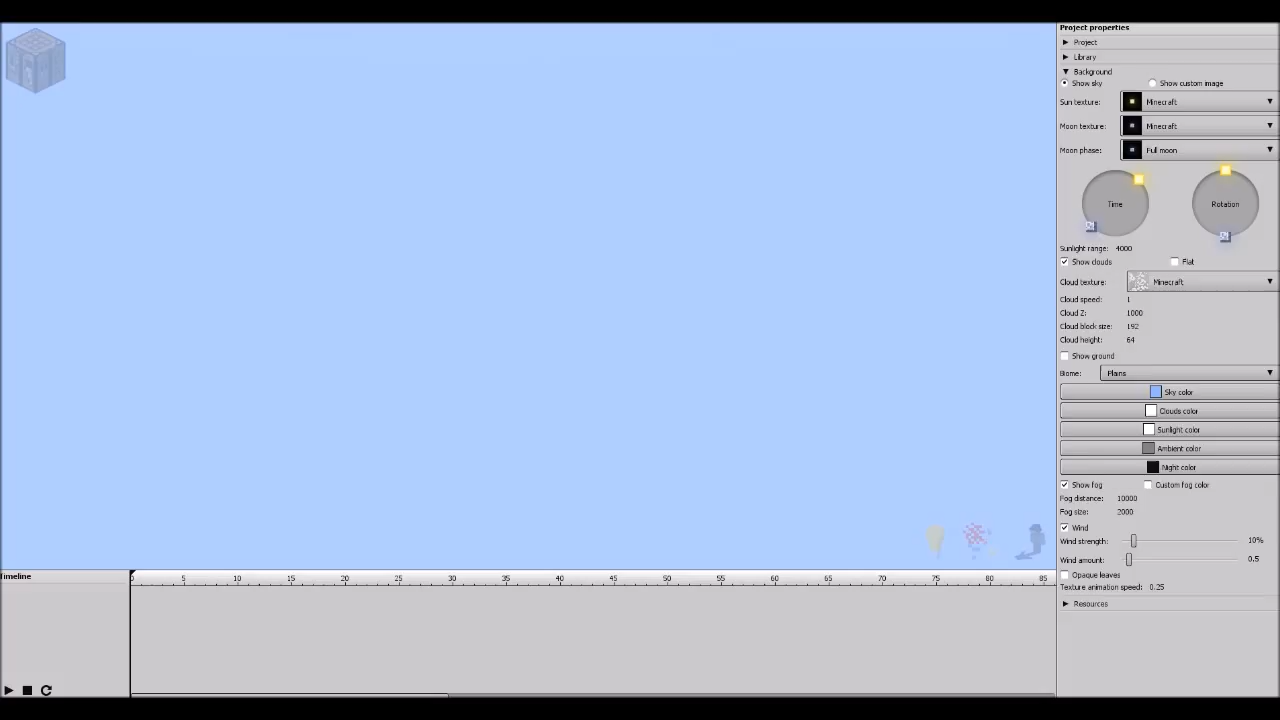 Project properties
Project
Library
Background
Show sky Show custom image
Sun texture: Minecraft
Moon texture: Minecraft
Moon phase: Full moon
Time Rotation
Sunlight range: 4000
Show clouds Flat
Cloud texture: Minecraft
Cloud speed: 1
Cloud Z: 1000
Cloud block size: 192
Cloud height: 64
Show ground
Biome: Plains
Sky color
Clouds color
Sunlight color
Ambient color
Night color
Show fog Custom fog color
Fog distance: 10000
Fog size: 2000
Wind
Wind strength: 10%
Wind amount: 0.5
Opaque leaves
Texture animation speed: 0.25
Resources
Timeline
0 5 10 15 20 25 30 35 40 45 50 55 60 65 70 75 80 85